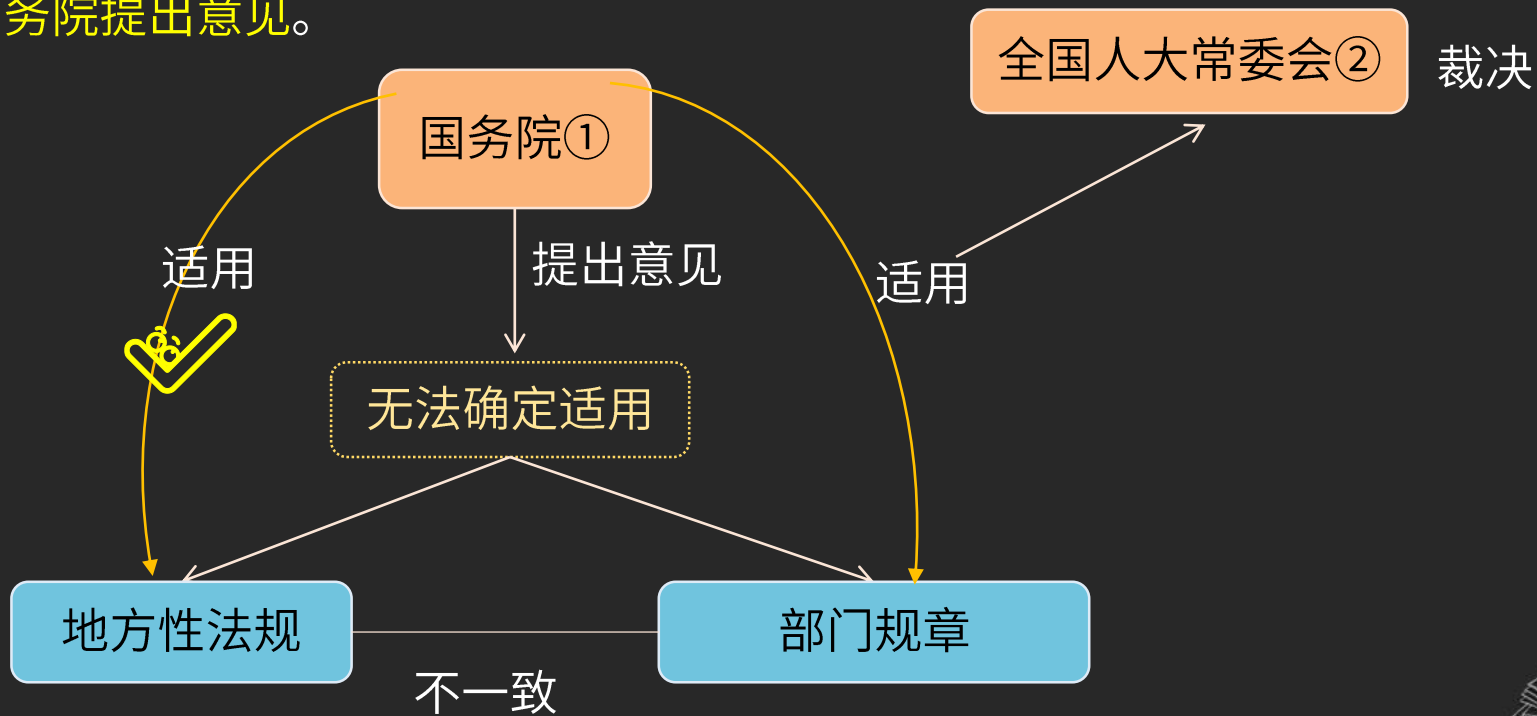 务院提出意见。
全国人大常委会②
裁决
国务院①
适用
提出意见
适用
无法确定适用
地方性法规
部门规章
不一致